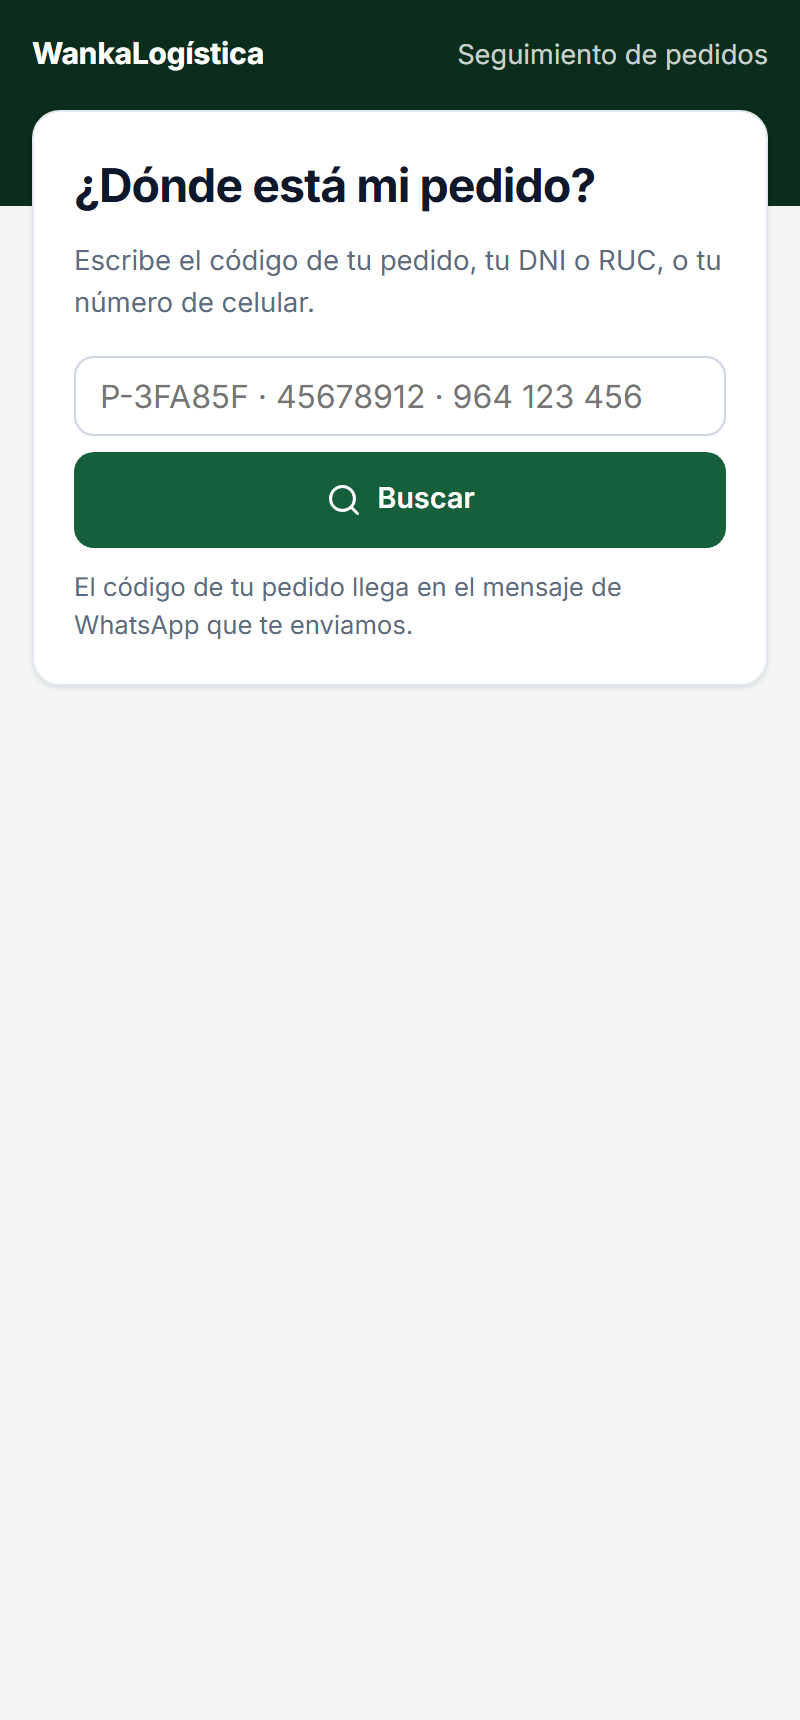 WankaLogística
Seguimiento de pedidos
¿Dónde está mi pedido?
Escribe el código de tu pedido, tu DNI o RUC, o tu
número de celular.
P-3FA85F · 45678912 · 964 123 456
Buscar
El código de tu pedido llega en el mensaje de
WhatsApp que te enviamos.